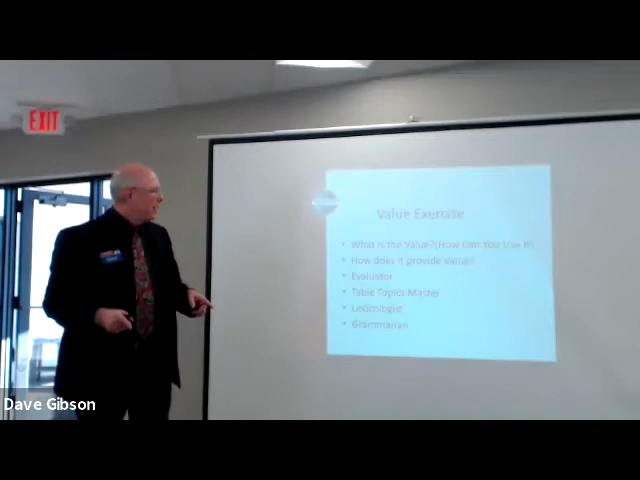 EXIT
Value Exercise
• What is the Value?(How Can You Use It)
• How does it provide Value?
• Evaluator
• Table Topics Master
• Lexicologist
• Grammarian
Dave Gibson